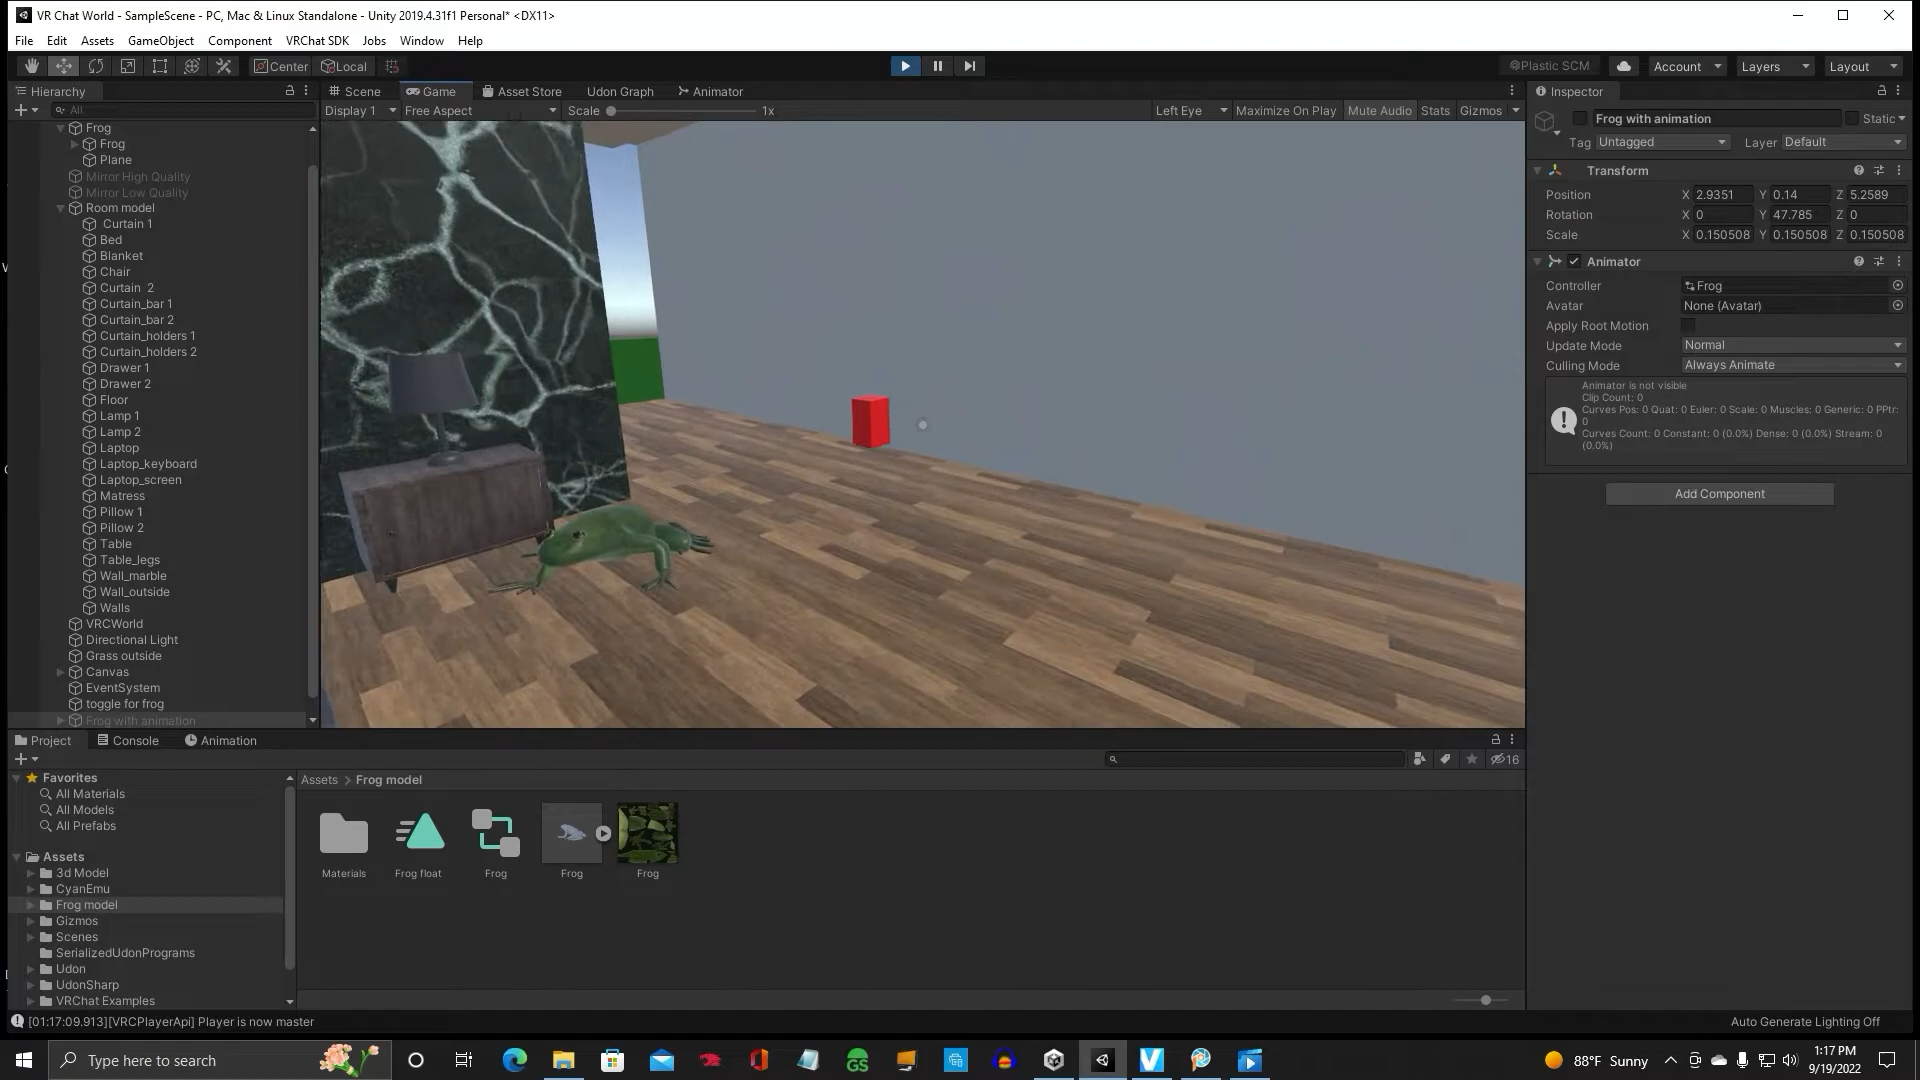 VR Chat World - SampleScene - PC, Mac & Linux Standalone - Unity 2019.4.31f1 Personal* <DX11>
File Edit Assets GameObject Component VRChat SDK Jobs Window Help
Center Local
Plastic SCM Account Layers Layout
Hierarchy
All
Frog
Frog
Plane
Mirror High Quality
Mirror Low Quality
Room model
Curtain 1
Bed
Blanket
Chair
Curtain 2
Curtain_bar 1
Curtain_bar 2
Curtain_holders 1
Curtain_holders 2
Drawer 1
Drawer 2
Floor
Lamp 1
Lamp 2
Laptop
Laptop_keyboard
Laptop_screen
Matress
Pillow 1
Pillow 2
Table
Table_legs
Wall_marble
Wall_outside
Walls
VRCWorld
Directional Light
Grass outside
Canvas
EventSystem
toggle for frog
Frog with animation
Scene Game Asset Store Udon Graph Animator
Display 1 Free Aspect Scale 1x Left Eye Maximize On Play Mute Audio Stats Gizmos
Inspector
Frog with animation Static
Tag Untagged Layer Default
Transform
Position X 2.9351 Y 0.14 Z 5.2589
Rotation X 0 Y 47.785 Z 0
Scale X 0.150508 Y 0.150508 Z 0.150508
Animator
Controller Frog
Avatar None (Avatar)
Apply Root Motion
Update Mode Normal
Culling Mode Always Animate
Animator is not visible
Clip Count: 0
Curves Pos: 0 Quat: 0 Euler: 0 Scale: 0 Muscles: 0 Generic: 0 PPtr:
0
Curves Count: 0 Constant: 0 (0.0%) Dense: 0 (0.0%) Stream: 0
(0.0%)
Add Component
Project Console Animation
16
Favorites
All Materials
All Models
All Prefabs
Assets
3d Model
CyanEmu
Frog model
Gizmos
Scenes
SerializedUdonPrograms
Udon
UdonSharp
VRChat Examples
Assets > Frog model
Materials Frog float Frog Frog Frog
[01:17:09.913][VRCPlayerApi] Player is now master
Auto Generate Lighting Off
Type here to search
GS
88°F Sunny
1:17 PM
9/19/2022